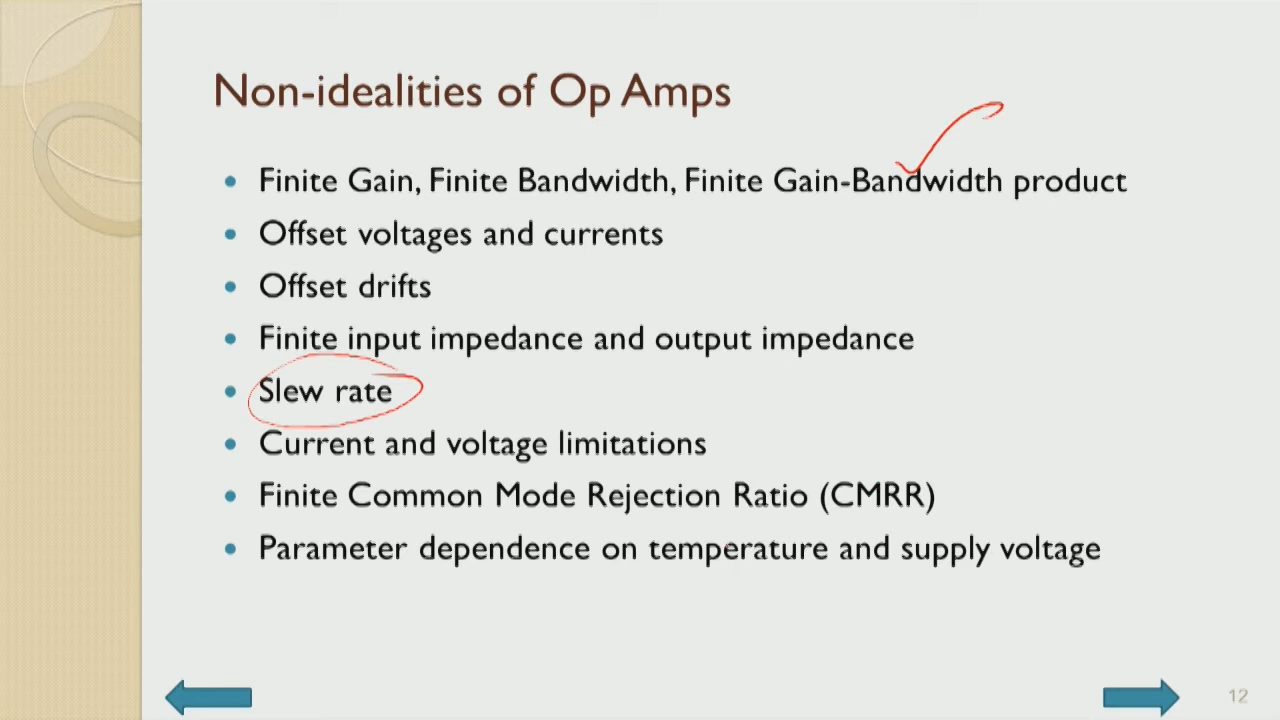 Non-idealities of Op Amps
• Finite Gain, Finite Bandwidth, Finite Gain-Bandwidth product
• Offset voltages and currents
• Offset drifts
• Finite input impedance and output impedance
• Slew rate
• Current and voltage limitations
• Finite Common Mode Rejection Ratio (CMRR)
• Parameter dependence on temperature and supply voltage
12